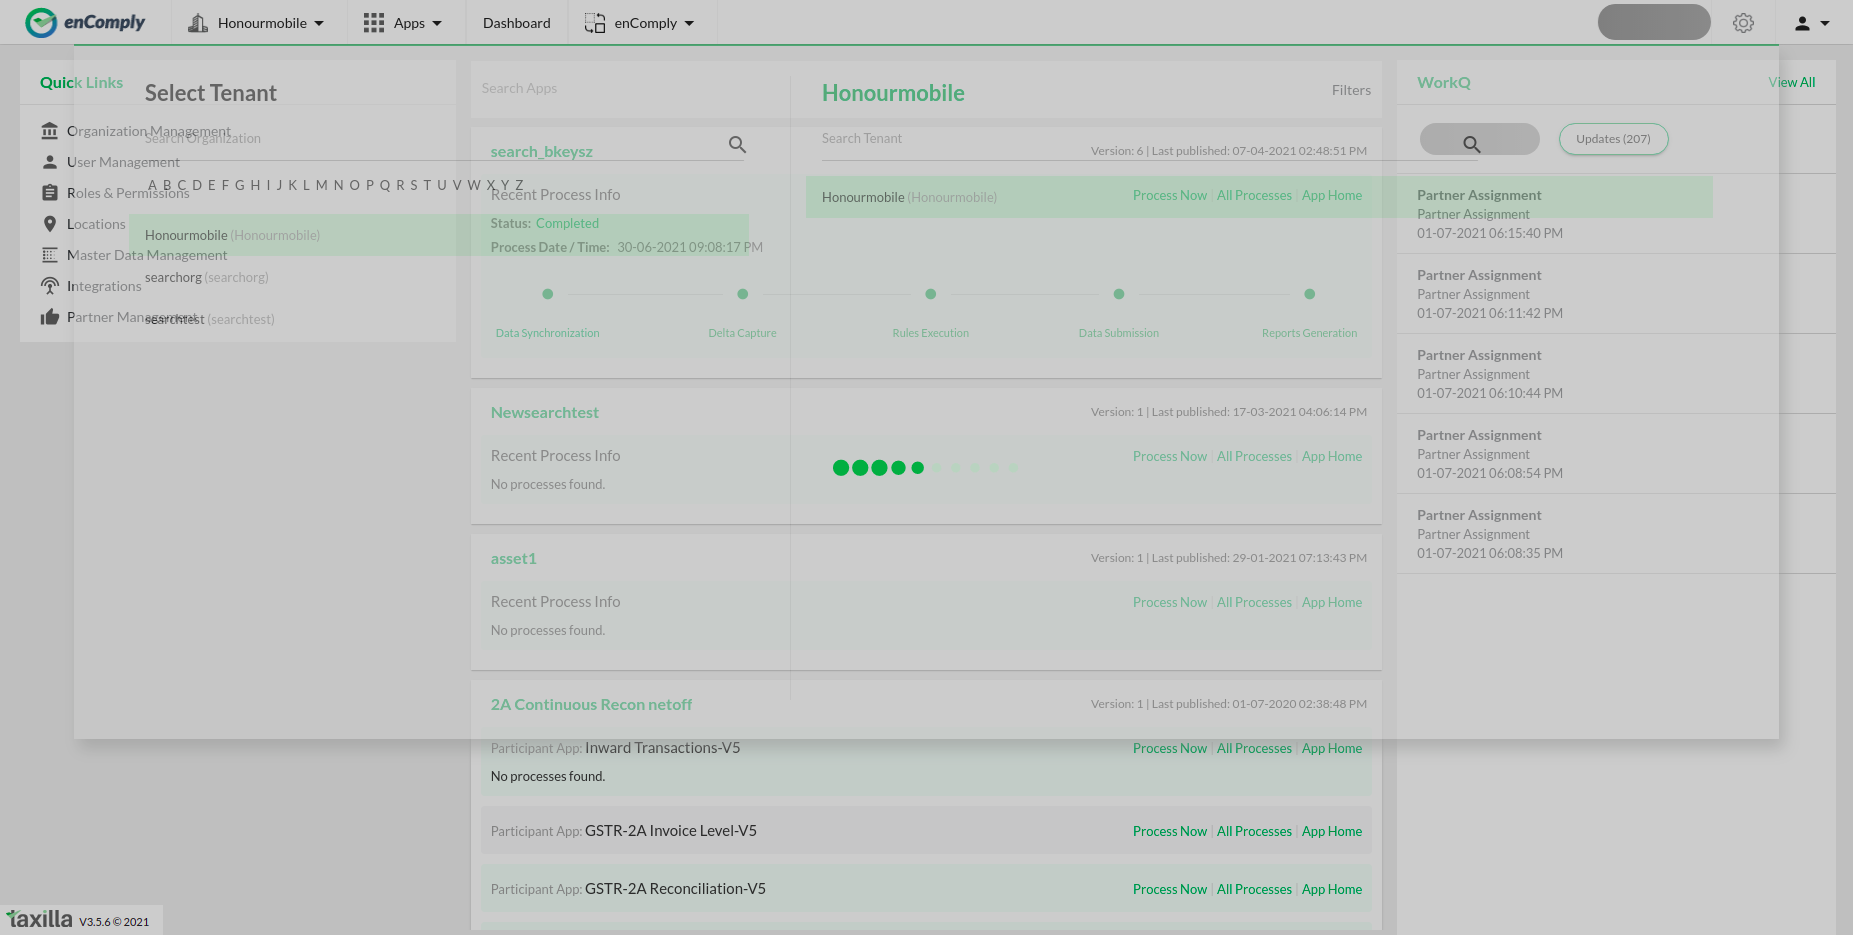 enComply
Honourmobile
Apps
Dashboard
enComply
Quick Links
Organization Management
User Management
Roles & Permissions
Locations
Master Data Management
Integrations
Partner Management
Select Tenant
Search Organization
A B C D E F G H I J K L M N O P Q R S T U V W X Y Z
Honourmobile (Honourmobile)
searchorg (searchorg)
searchtest (searchtest)
Honourmobile
Search Tenant
Honourmobile (Honourmobile)
Search Apps
Filters
search_bkeysz
Version: 6 | Last published: 07-04-2021 02:48:51 PM
Recent Process Info
Process Now | All Processes | App Home
Status: Completed
Process Date / Time: 30-06-2021 09:08:17 PM
Data Synchronization
Delta Capture
Rules Execution
Data Submission
Reports Generation
Newsearchtest
Version: 1 | Last published: 17-03-2021 04:06:14 PM
Recent Process Info
Process Now | All Processes | App Home
No processes found.
asset1
Version: 1 | Last published: 29-01-2021 07:13:43 PM
Recent Process Info
Process Now | All Processes | App Home
No processes found.
2A Continuous Recon netoff
Version: 1 | Last published: 01-07-2020 02:38:48 PM
Participant App: Inward Transactions-V5
Process Now | All Processes | App Home
No processes found.
Participant App: GSTR-2A Invoice Level-V5
Process Now | All Processes | App Home
Participant App: GSTR-2A Reconciliation-V5
Process Now | All Processes | App Home
WorkQ
View All
Updates (207)
Partner Assignment
Partner Assignment
01-07-2021 06:15:40 PM
Partner Assignment
Partner Assignment
01-07-2021 06:11:42 PM
Partner Assignment
Partner Assignment
01-07-2021 06:10:44 PM
Partner Assignment
Partner Assignment
01-07-2021 06:08:54 PM
Partner Assignment
Partner Assignment
01-07-2021 06:08:35 PM
taxilla V3.5.6 © 2021